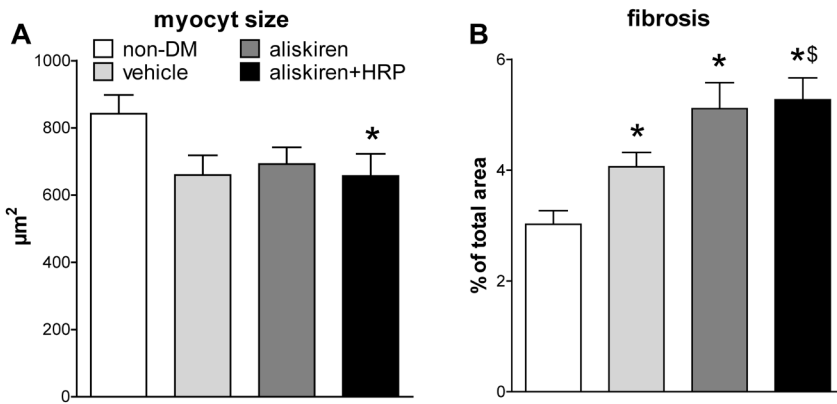 A
myocyt size
non-DM
aliskiren
vehicle
aliskiren+HRP
1000
800
600
400
200
0
µm²
*
B
fibrosis
6
4
2
0
% of total area
*
*
*$